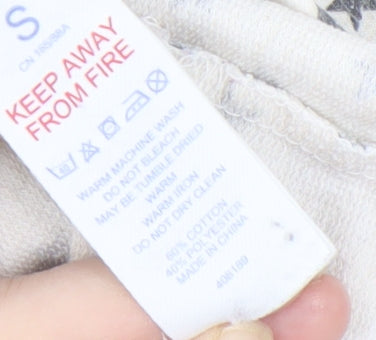 S
CN 165/88A
KEEP AWAY
FROM FIRE
WARM MACHINE WASH
DO NOT BLEACH
MAY BE TUMBLE DRIED
WARM
WARM IRON
DO NOT DRY CLEAN
60% COTTON
40% POLYESTER
MADE IN CHINA
408189